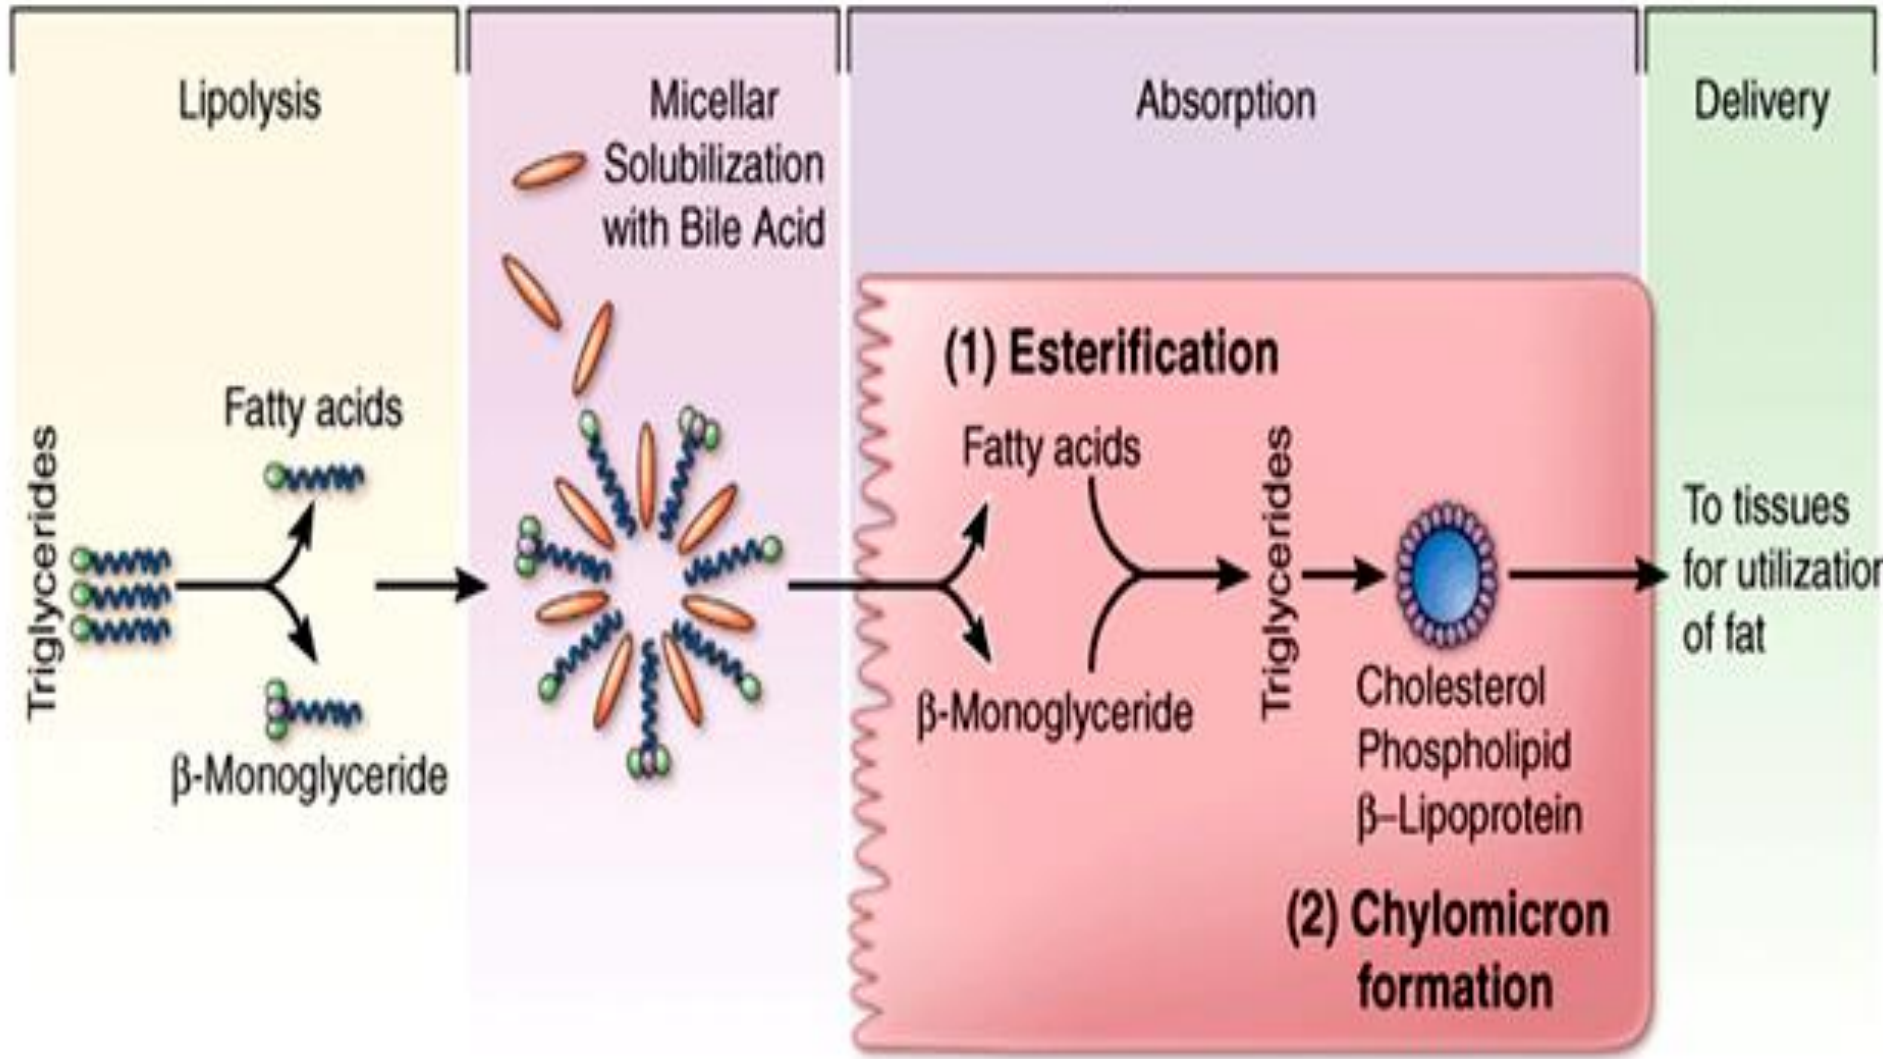 Lipolysis
Micellar
Solubilization
with Bile Acid
Absorption
Delivery
Triglycerides
Fatty acids
β-Monoglyceride
(1) Esterification
Fatty acids
β-Monoglyceride
Triglycerides
Cholesterol
Phospholipid
β–Lipoprotein
(2) Chylomicron
formation
To tissues
for utilization
of fat